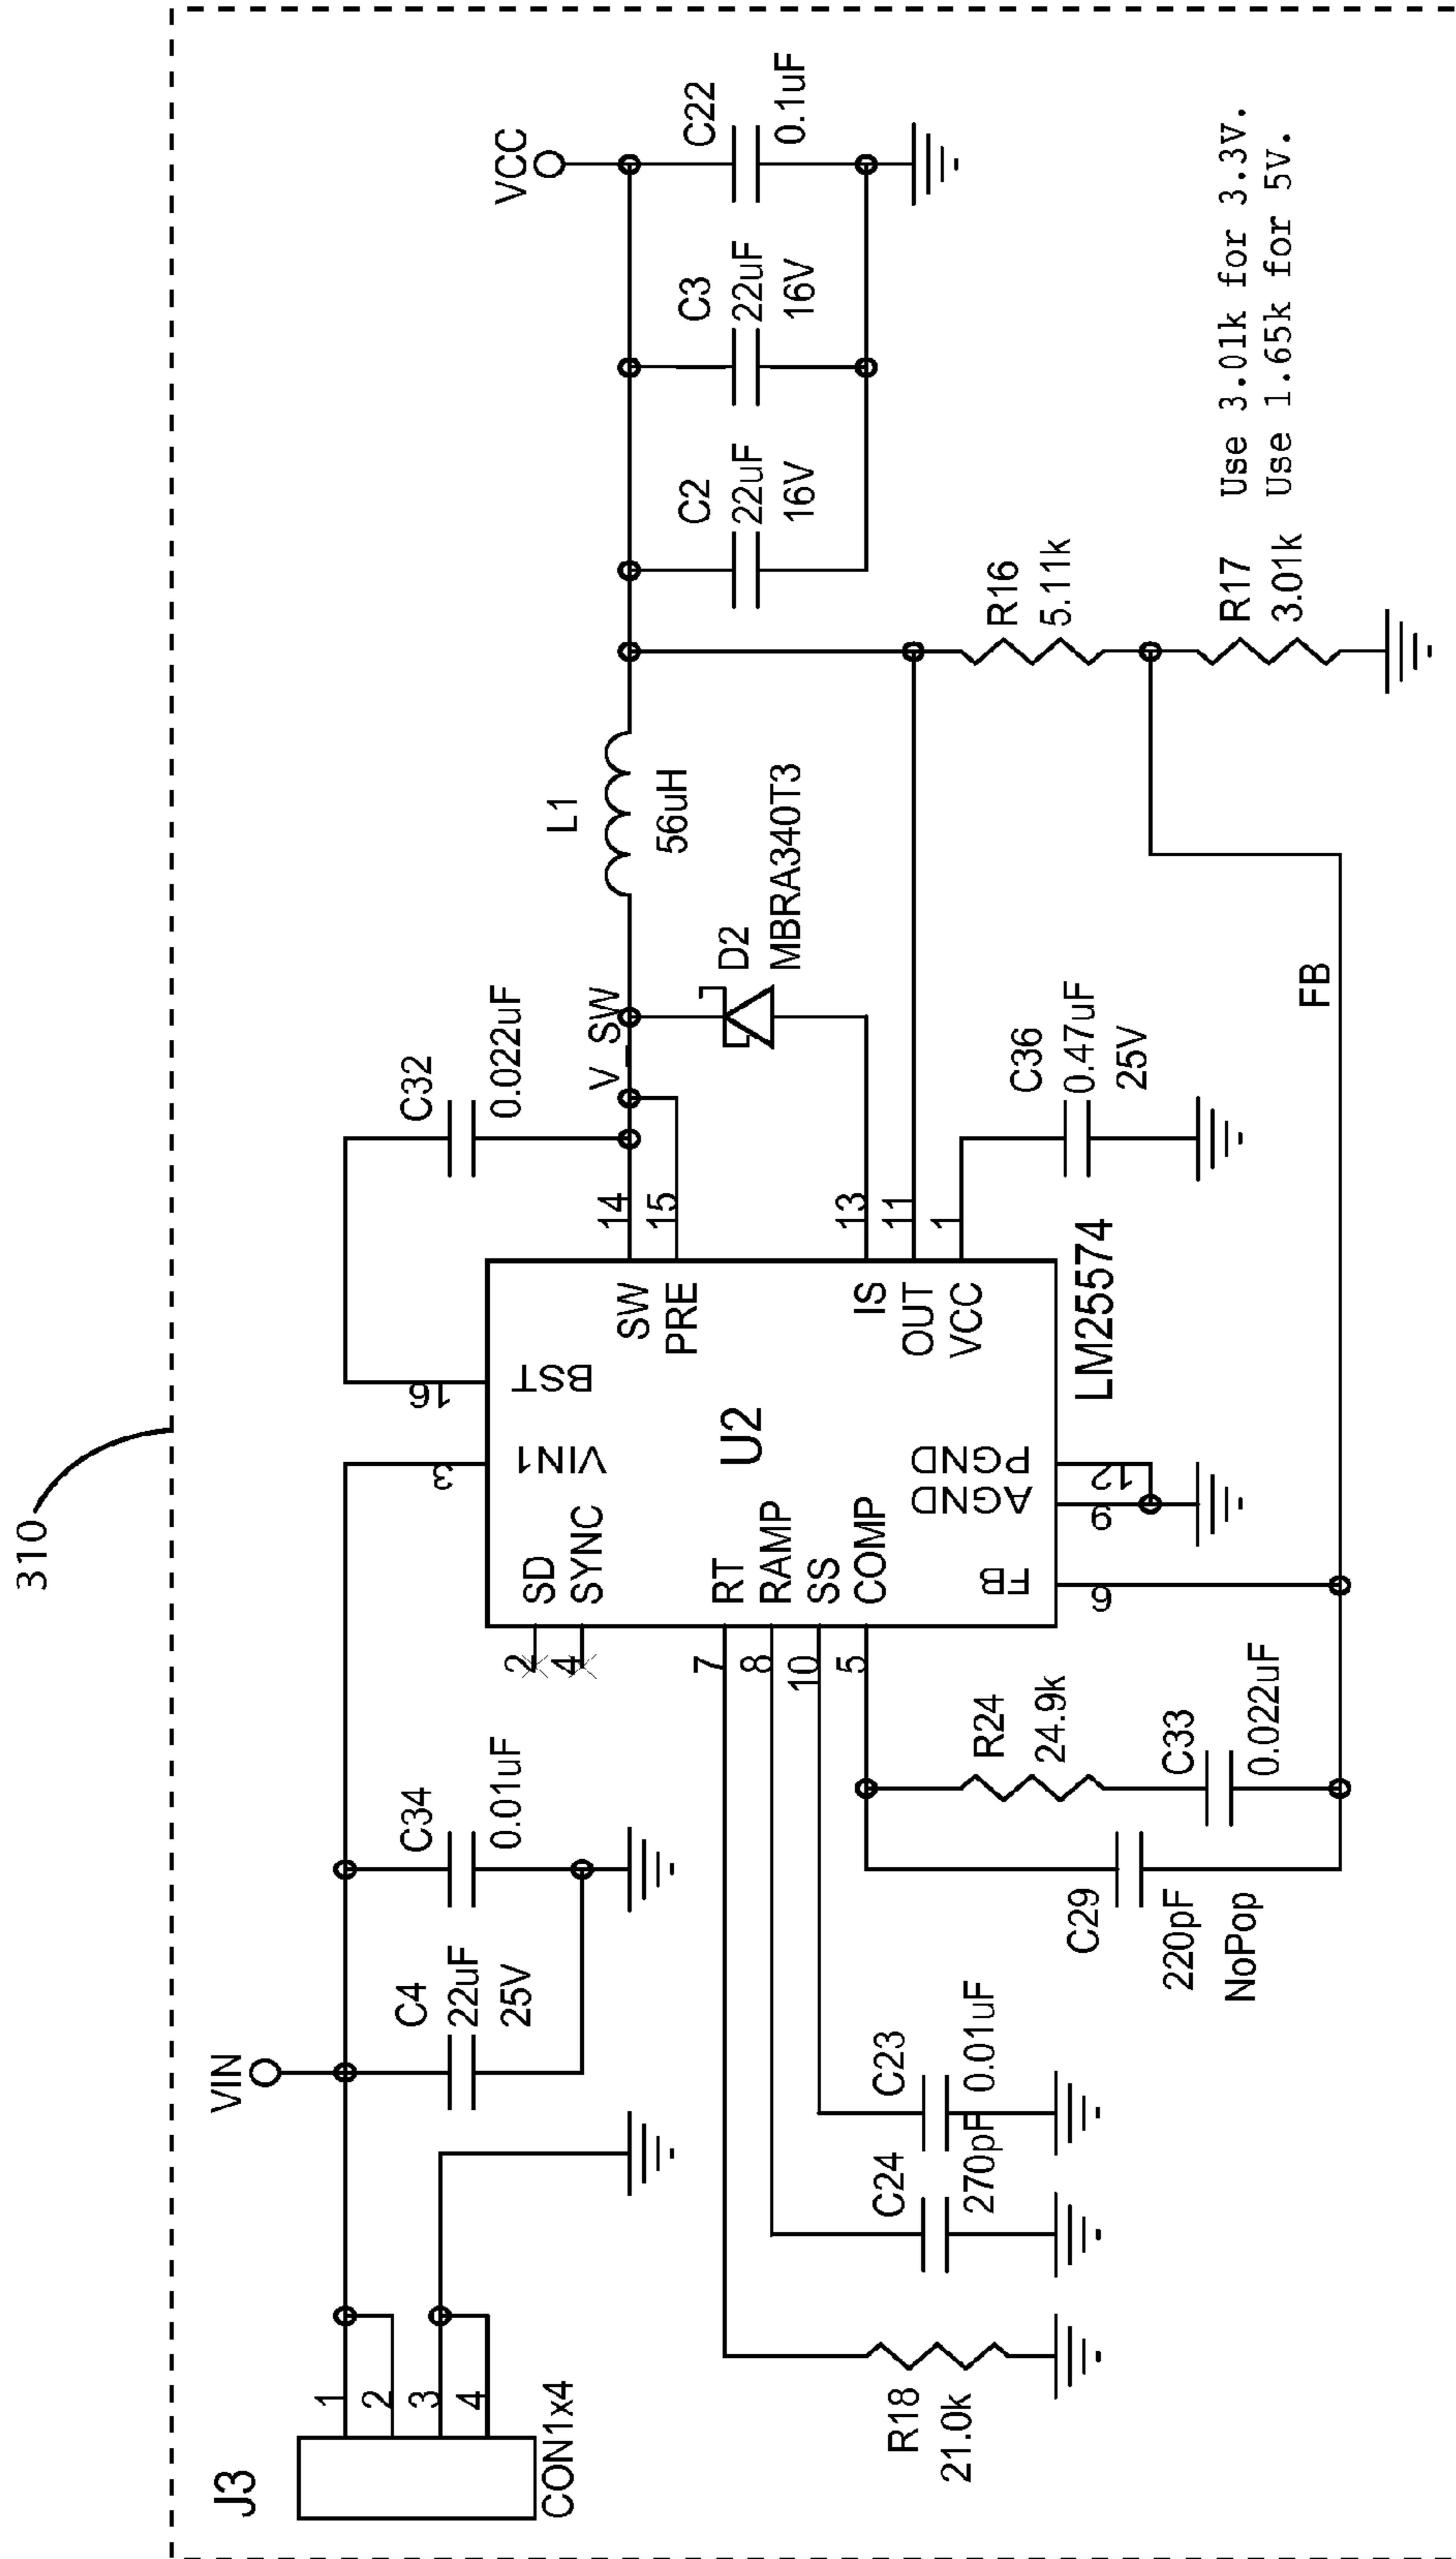 310
J3
CON1x4
1
2
3
4
VIN
C4
22uF
25V
C34
0.01uF
C32
0.022uF
3
16
VIN1
BST
2
4
SD
SYNC
7
8
10
5
RT
RAMP
SS
COMP
U2
SW
PRE
IS
OUT
VCC
14
15
13
11
1
FB
AGND
PGND
6
9
12
LM25574
V_SW
D2
MBRA340T3
L1
56uH
VCC
C2
22uF
16V
C3
22uF
16V
C22
0.1uF
C36
0.47uF
25V
R16
5.11k
R17
3.01k
Use 3.01k for 3.3V.
Use 1.65k for 5V.
FB
R18
21.0k
C24
270pF
C23
0.01uF
C29
220pF
NoPop
R24
24.9k
C33
0.022uF